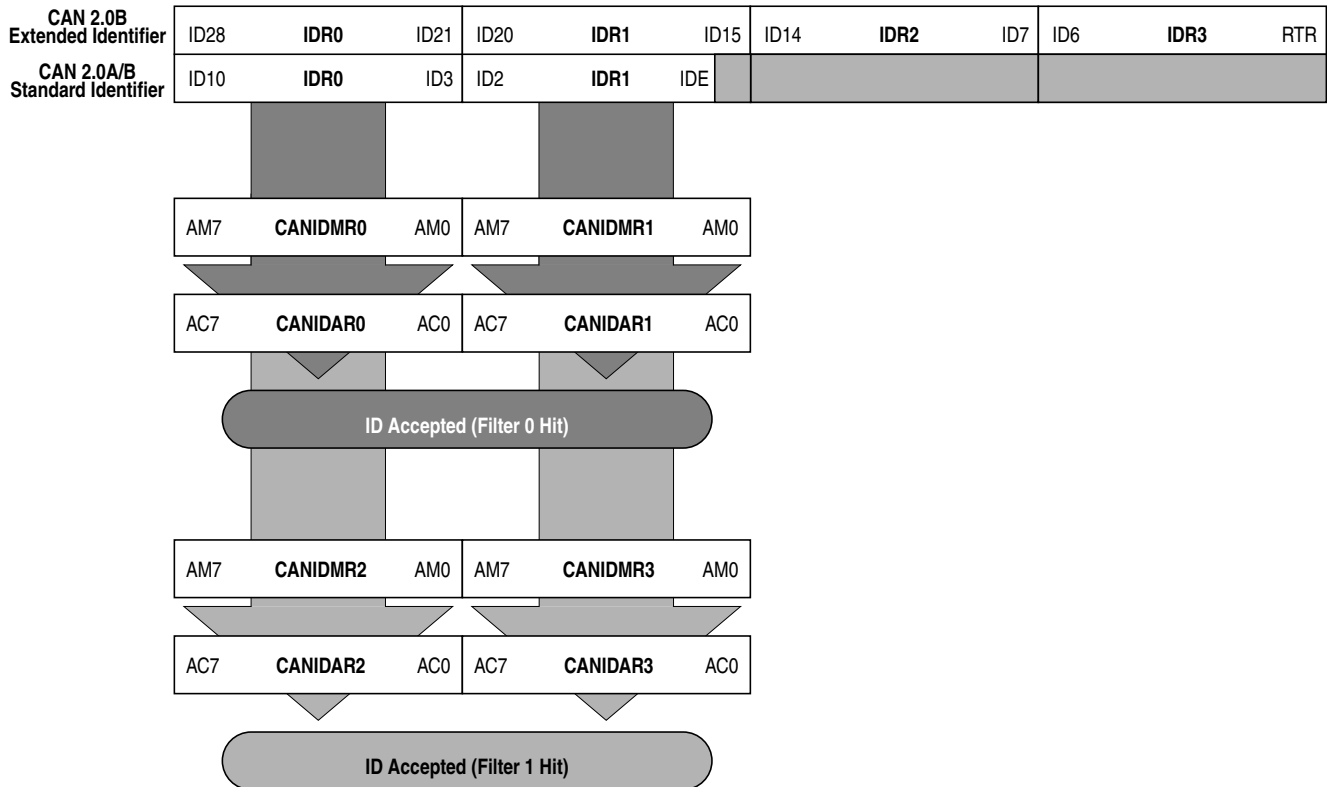 CAN 2.0B
Extended Identifier
ID28 IDR0 ID21 ID20 IDR1 ID15 ID14 IDR2 ID7 ID6 IDR3 RTR
CAN 2.0A/B
Standard Identifier
ID10 IDR0 ID3 ID2 IDR1 IDE
AM7 CANIDMR0 AM0 AM7 CANIDMR1 AM0
AC7 CANIDAR0 AC0 AC7 CANIDAR1 AC0
ID Accepted (Filter 0 Hit)
AM7 CANIDMR2 AM0 AM7 CANIDMR3 AM0
AC7 CANIDAR2 AC0 AC7 CANIDAR3 AC0
ID Accepted (Filter 1 Hit)